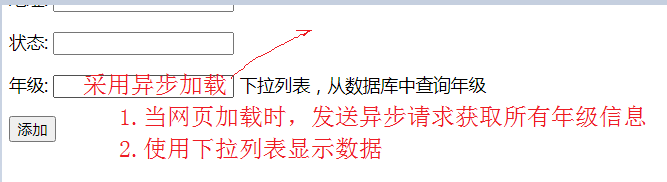 状态:
年级: 采用异步加载 下拉列表，从数据库中查询年级
添加
1.当网页加载时，发送异步请求获取所有年级信息
2.使用下拉列表显示数据